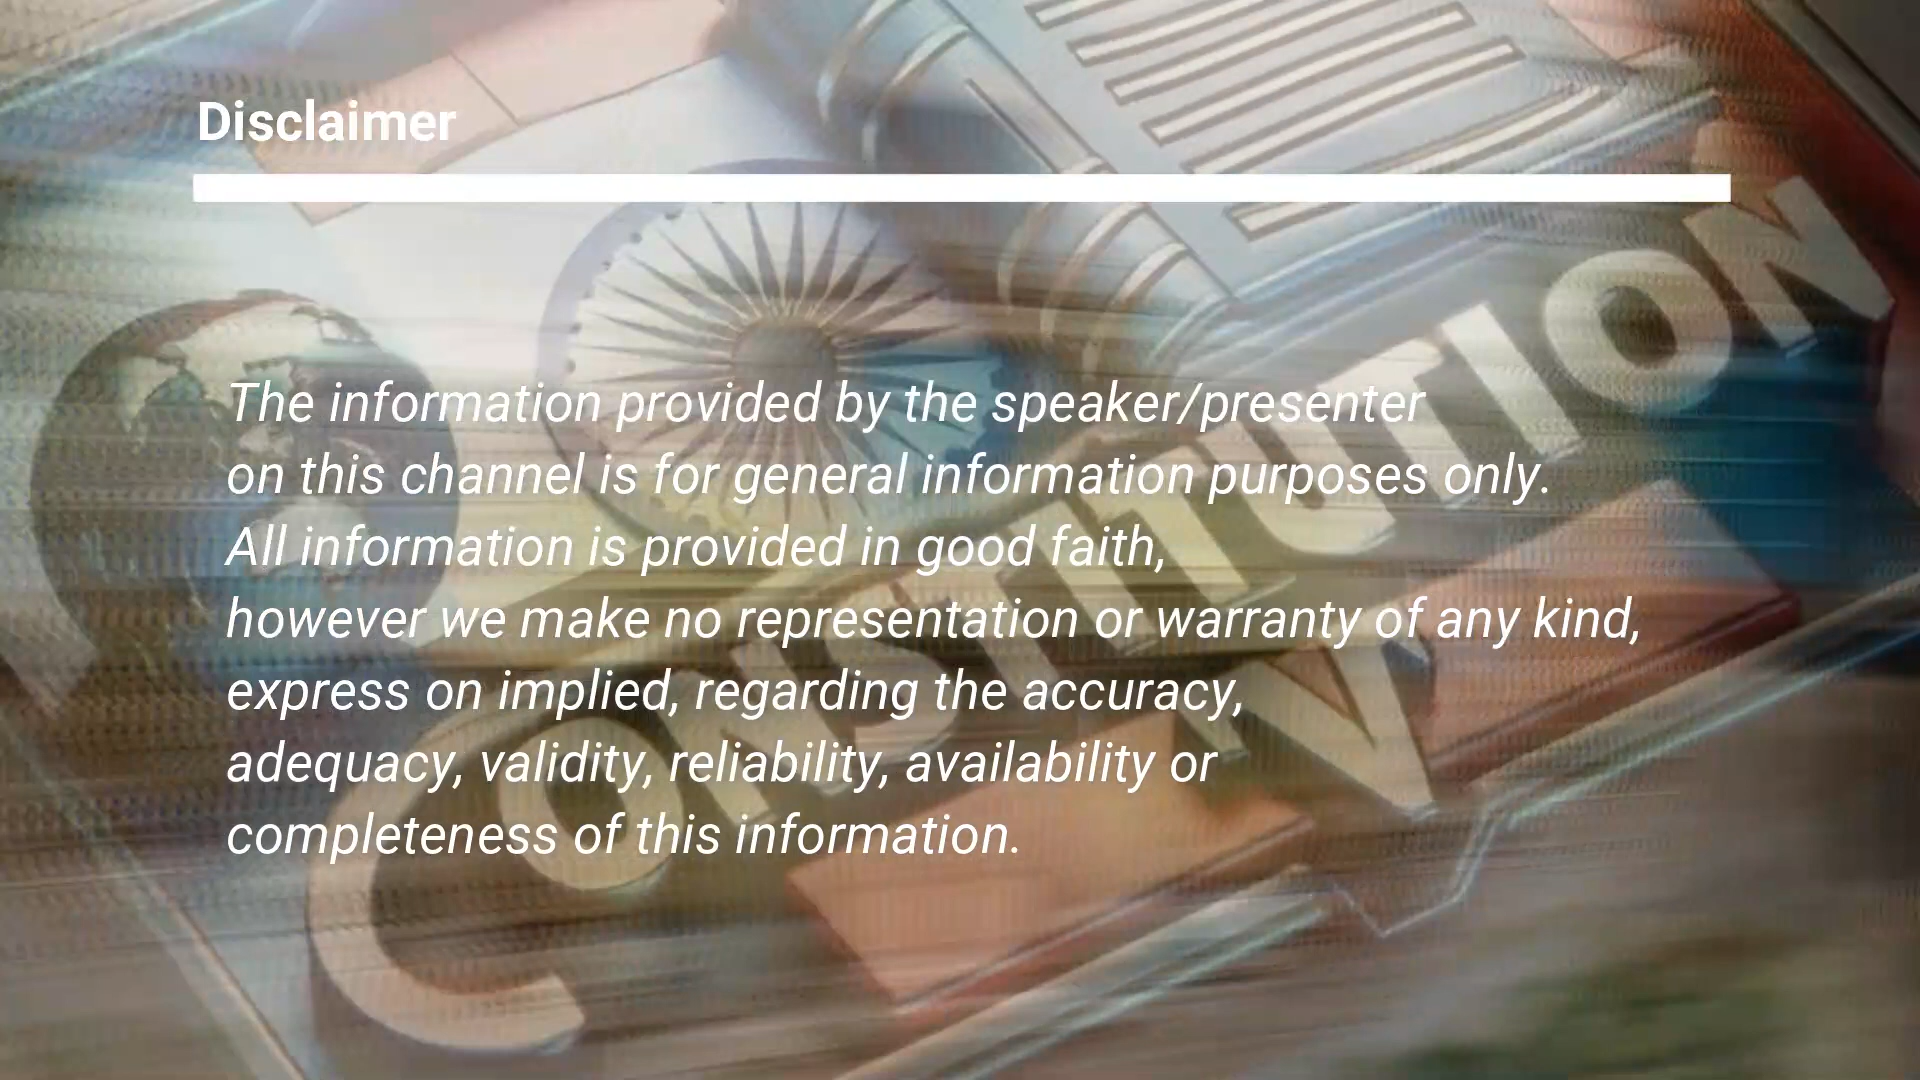 Disclaimer
The information provided by the speaker/presenter
on this channel is for general information purposes only.
All information is provided in good faith,
however we make no representation or warranty of any kind,
express on implied, regarding the accuracy,
adequacy, validity, reliability, availability or
completeness of this information.
CONSTITUTION